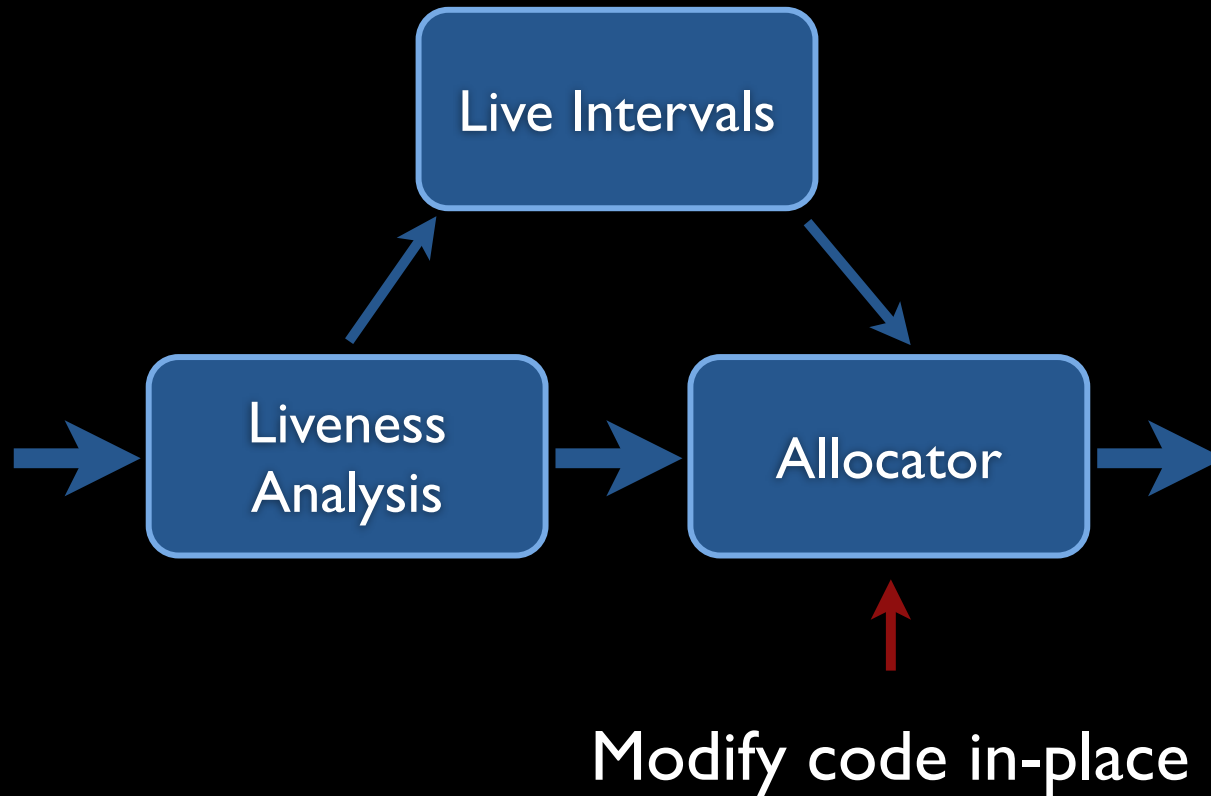 Live Intervals
Liveness
Analysis
Allocator
Modify code in-place